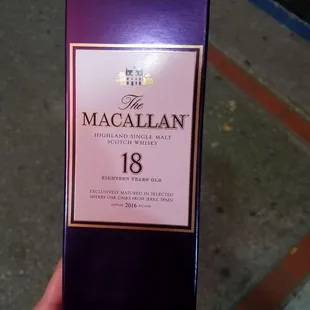 The
MACALLAN
HIGHLAND SINGLE MALT
SCOTCH WHISKY
18
EIGHTEEN YEARS OLD
EXCLUSIVELY MATURED IN SELECTED
SHERRY OAK CASKS FROM JEREZ, SPAIN
2016